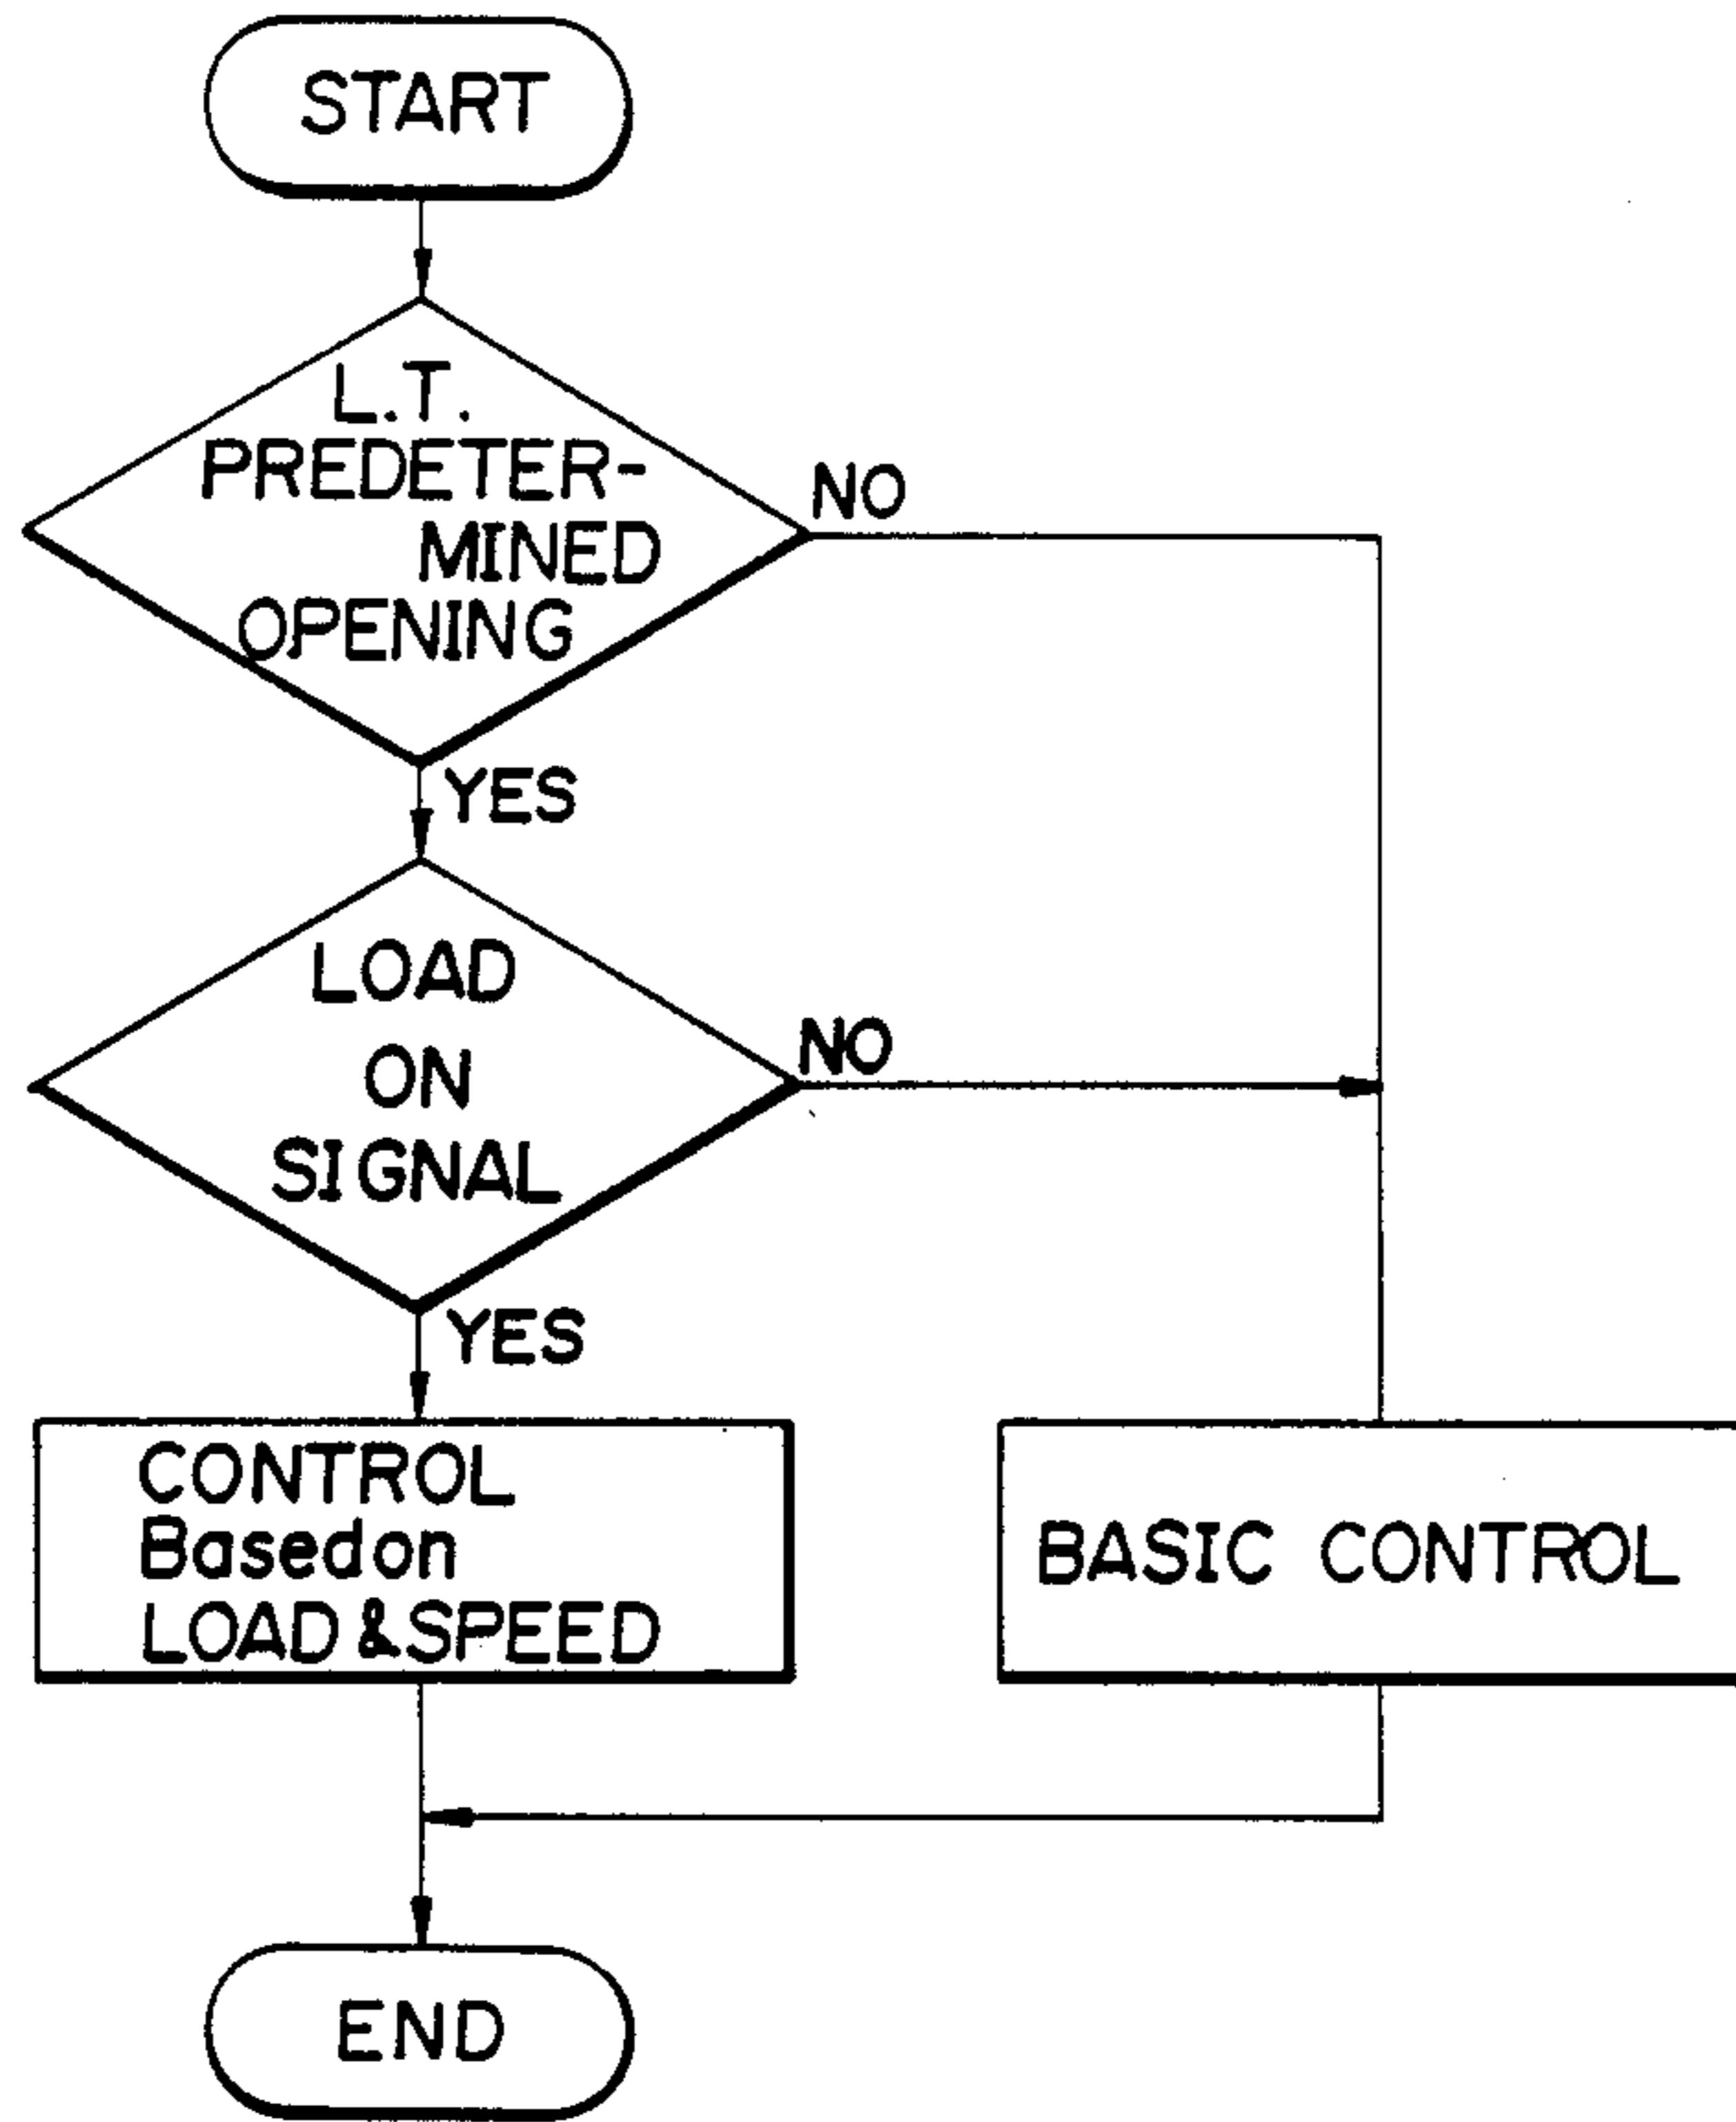 START
L.T.
PREDETER-
MINED
OPENING
NO
YES
LOAD
ON
SIGNAL
NO
YES
CONTROL
Basedon
LOAD &SPEED
BASIC CONTROL
END